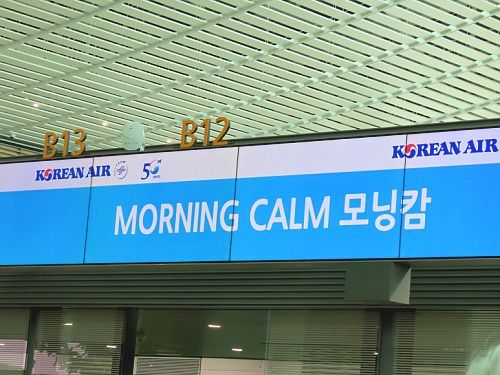 B13
B12
KOREAN AIR
50
KOREAN AIR
MORNING CALM 모닝캄